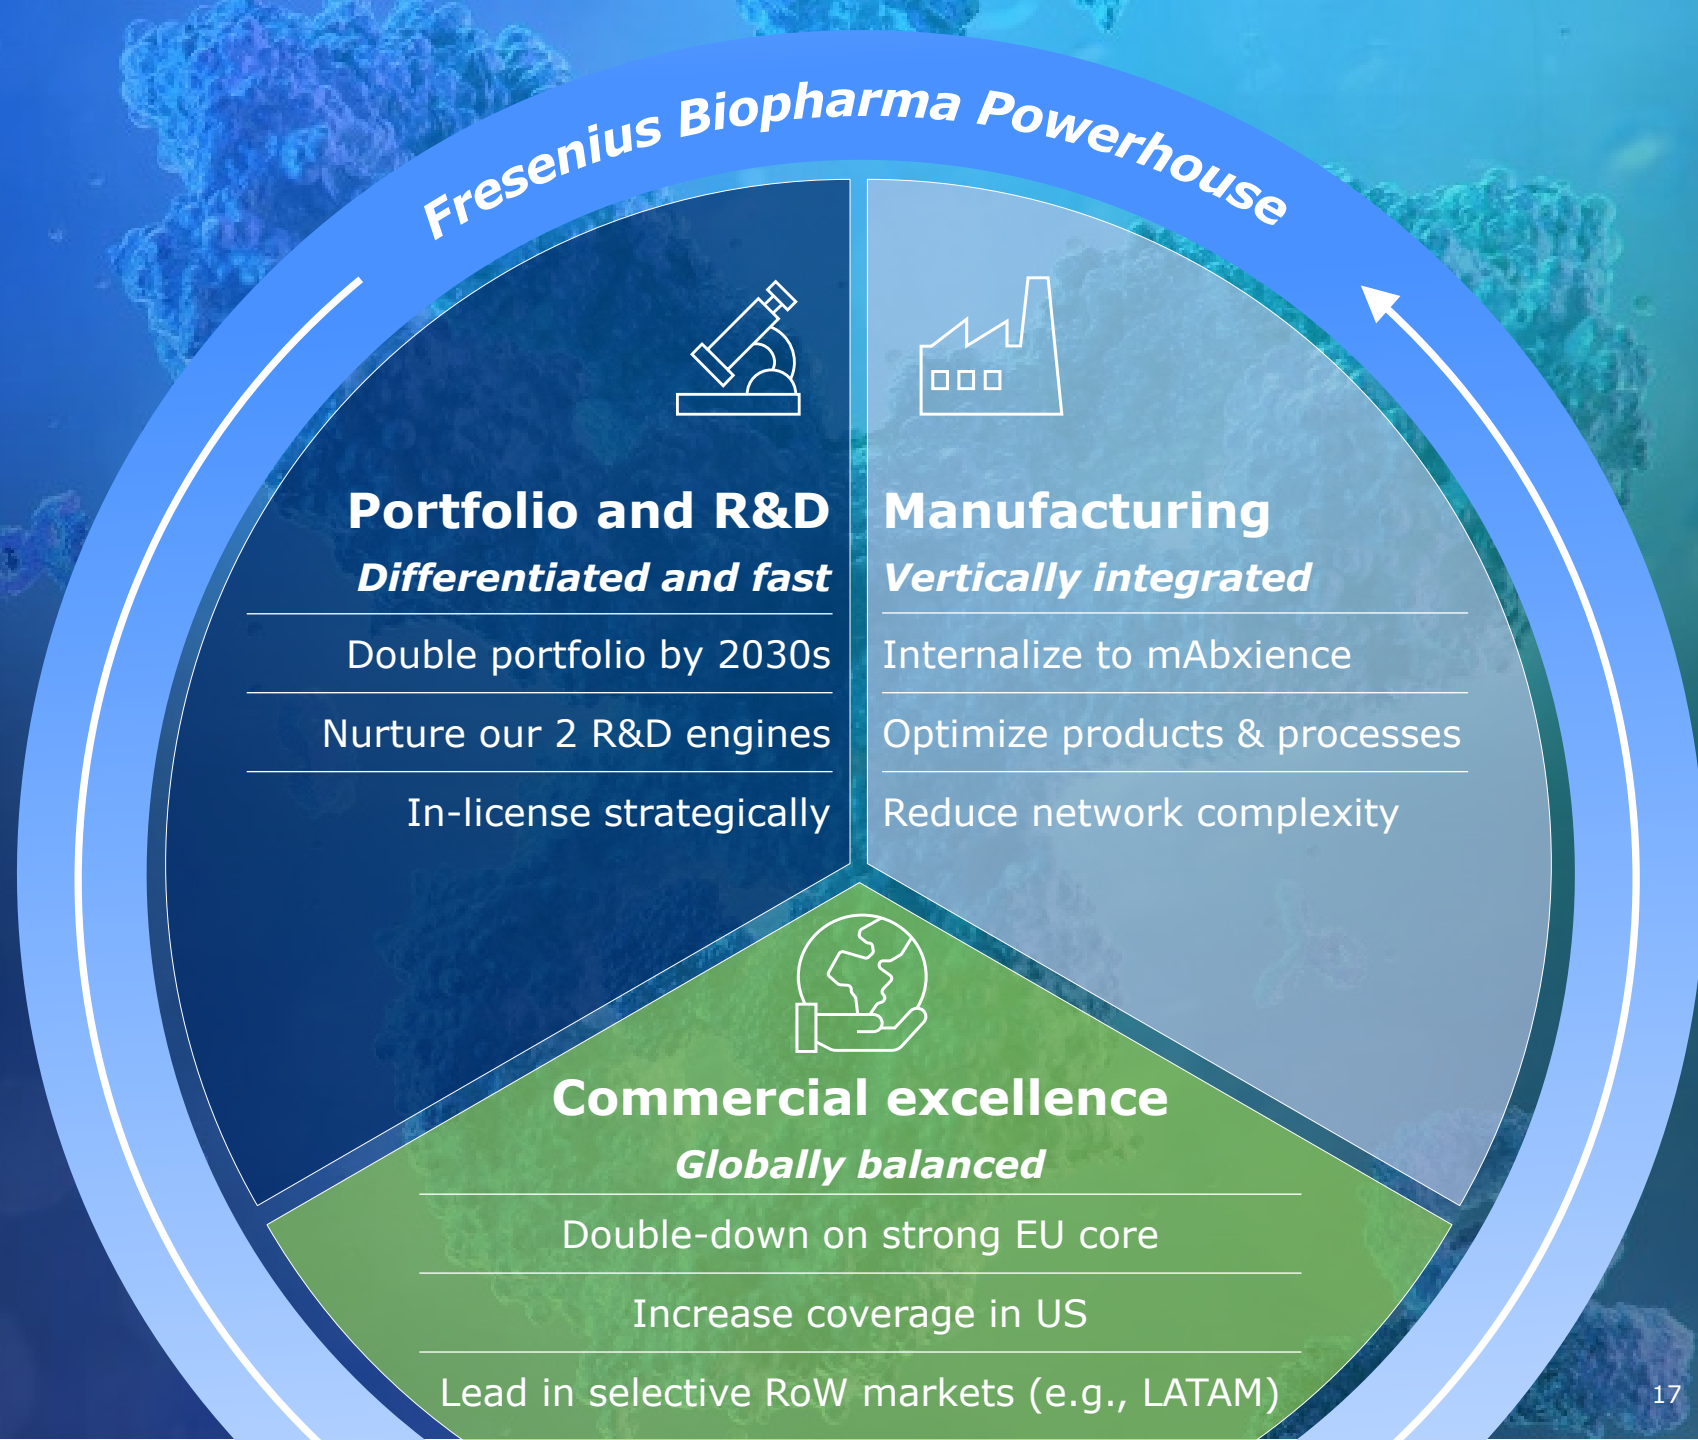 Fresenius Biopharma Powerhouse
Portfolio and R&D
Differentiated and fast
Double portfolio by 2030s
Nurture our 2 R&D engines
In-license strategically
Manufacturing
Vertically integrated
Internalize to mAbxience
Optimize products & processes
Reduce network complexity
Commercial excellence
Globally balanced
Double-down on strong EU core
Increase coverage in US
Lead in selective RoW markets (e.g., LATAM)
17